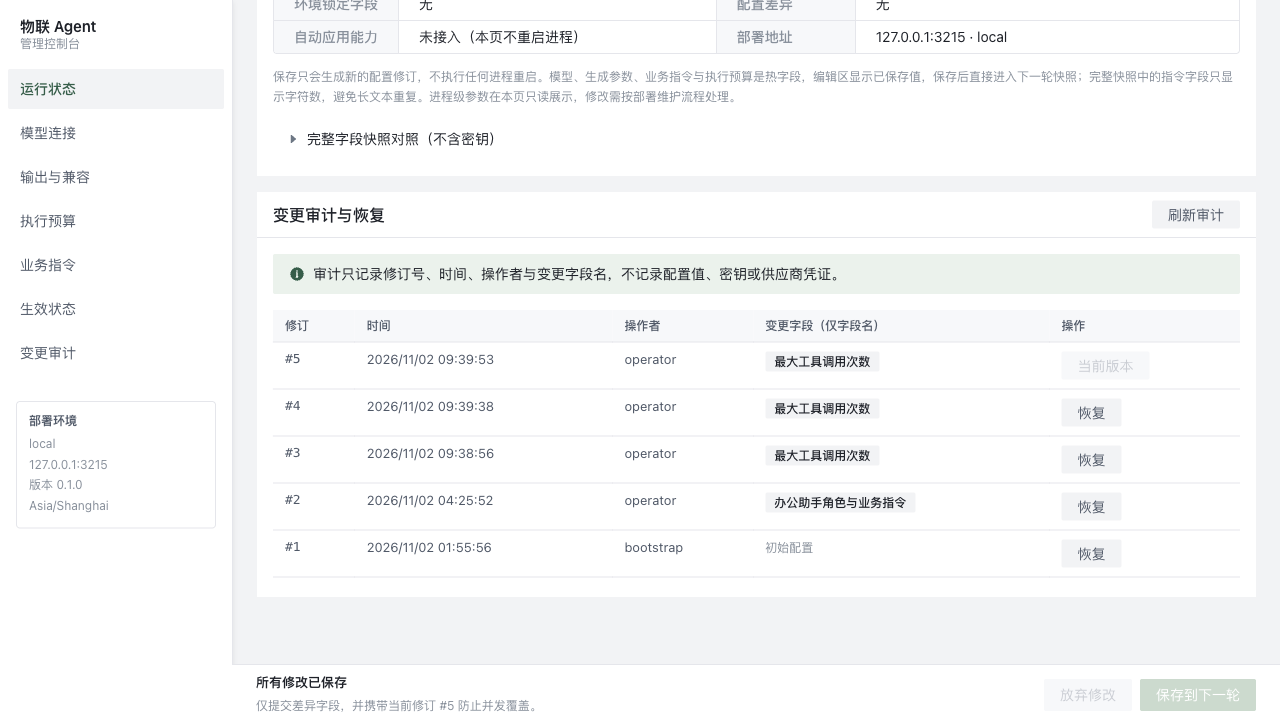 物联 Agent
管理控制台
运行状态
模型连接
输出与兼容
执行预算
业务指令
生效状态
变更审计
部署环境
local
127.0.0.1:3215
版本 0.1.0
Asia/Shanghai
环境锁定字段 无 配置差异 无
自动应用能力 未接入（本页不重启进程） 部署地址 127.0.0.1:3215 · local
保存只会生成新的配置修订，不执行任何进程重启。模型、生成参数、业务指令与执行预算是热字段，编辑区显示已保存值，保存后直接进入下一轮快照；完整快照中的指令字段只显
示字符数，避免长文本重复。进程级参数在本页只读展示，修改需按部署维护流程处理。
完整字段快照对照（不含密钥）
变更审计与恢复 刷新审计
审计只记录修订号、时间、操作者与变更字段名，不记录配置值、密钥或供应商凭证。
修订 时间 操作者 变更字段（仅字段名） 操作
#5 2026/11/02 09:39:53 operator 最大工具调用次数 当前版本
#4 2026/11/02 09:39:38 operator 最大工具调用次数 恢复
#3 2026/11/02 09:38:56 operator 最大工具调用次数 恢复
#2 2026/11/02 04:25:52 operator 办公助手角色与业务指令 恢复
#1 2026/11/02 01:55:56 bootstrap 初始配置 恢复
所有修改已保存
仅提交差异字段，并携带当前修订 #5 防止并发覆盖。
放弃修改 保存到下一轮